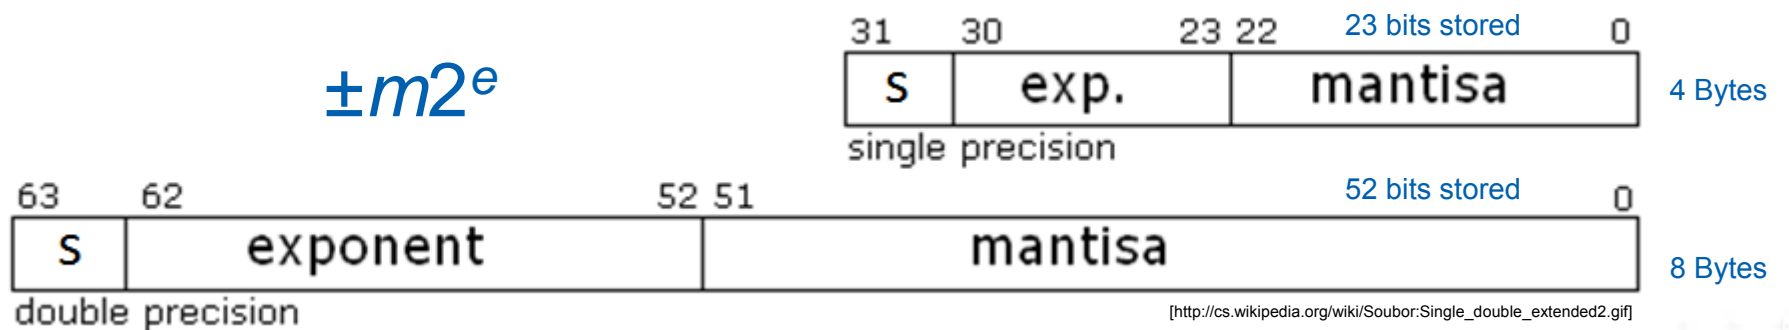 ±m2^e
31 30 23 22 23 bits stored 0
s exp. mantisa 4 Bytes
single precision
63 62 52 51 52 bits stored 0
s exponent mantisa 8 Bytes
double precision
[http://cs.wikipedia.org/wiki/Soubor:Single_double_extended2.gif]